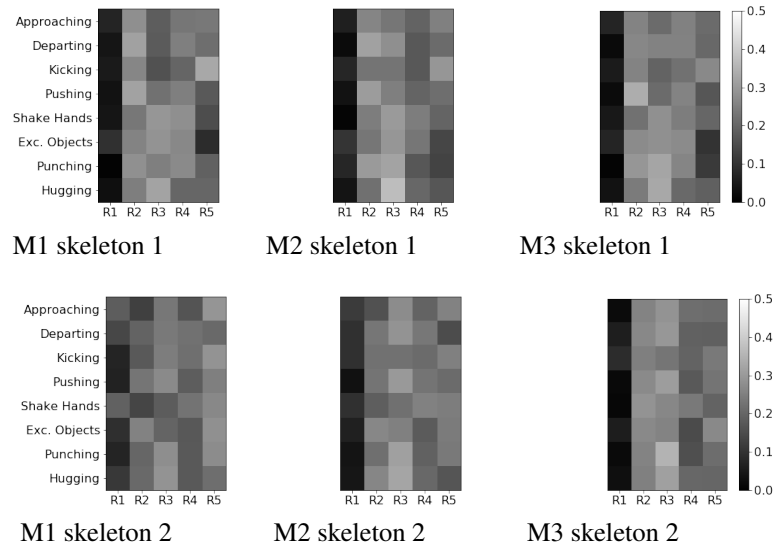 Approaching
Departing
Kicking
Pushing
Shake Hands
Exc. Objects
Punching
Hugging
R1 R2 R3 R4 R5
R1 R2 R3 R4 R5
R1 R2 R3 R4 R5
0.5
0.4
0.3
0.2
0.1
0.0
M1 skeleton 1
M2 skeleton 1
M3 skeleton 1
Approaching
Departing
Kicking
Pushing
Shake Hands
Exc. Objects
Punching
Hugging
R1 R2 R3 R4 R5
R1 R2 R3 R4 R5
R1 R2 R3 R4 R5
0.5
0.4
0.3
0.2
0.1
0.0
M1 skeleton 2
M2 skeleton 2
M3 skeleton 2